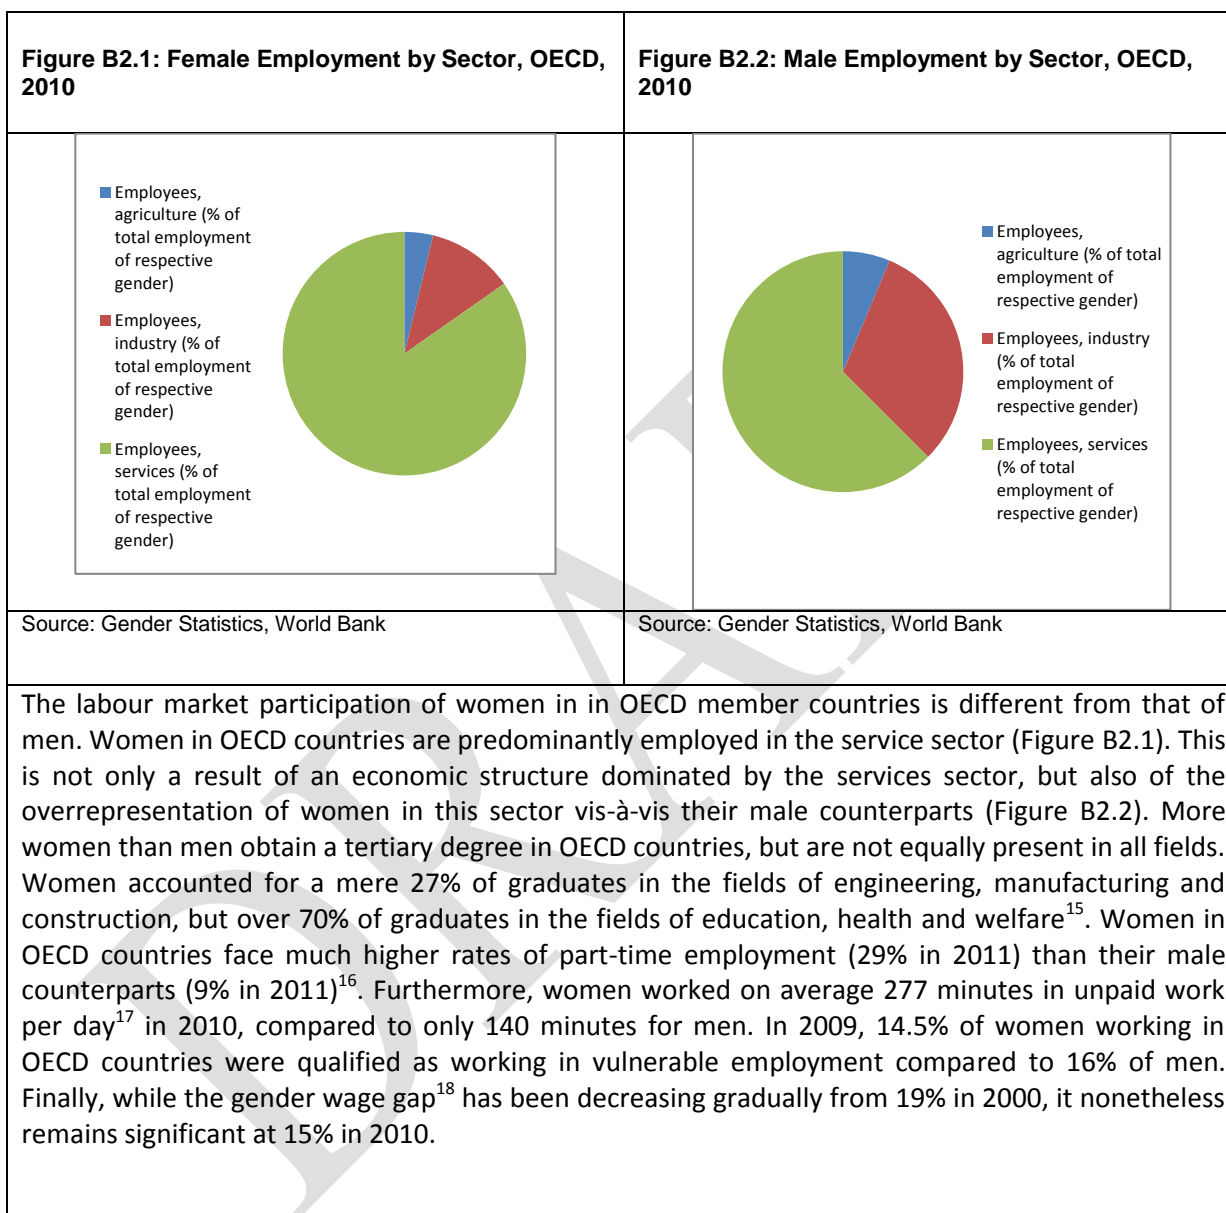 Figure B2.1: Female Employment by Sector, OECD,
2010
Figure B2.2: Male Employment by Sector, OECD,
2010
Employees,
agriculture (% of
total employment
of respective
gender)
Employees,
industry (% of
total employment
of respective
gender)
Employees,
services (% of
total employment
of respective
gender)
Employees,
agriculture (% of total
employment of
respective gender)
Employees, industry
(% of total
employment of
respective gender)
Employees, services
(% of total
employment of
respective gender)
Source: Gender Statistics, World Bank
Source: Gender Statistics, World Bank
The labour market participation of women in in OECD member countries is different from that of
men. Women in OECD countries are predominantly employed in the service sector (Figure B2.1). This
is not only a result of an economic structure dominated by the services sector, but also of the
overrepresentation of women in this sector vis-à-vis their male counterparts (Figure B2.2). More
women than men obtain a tertiary degree in OECD countries, but are not equally present in all fields.
Women accounted for a mere 27% of graduates in the fields of engineering, manufacturing and
construction, but over 70% of graduates in the fields of education, health and welfare15. Women in
OECD countries face much higher rates of part-time employment (29% in 2011) than their male
counterparts (9% in 2011)16. Furthermore, women worked on average 277 minutes in unpaid work
per day17 in 2010, compared to only 140 minutes for men. In 2009, 14.5% of women working in
OECD countries were qualified as working in vulnerable employment compared to 16% of men.
Finally, while the gender wage gap18 has been decreasing gradually from 19% in 2000, it nonetheless
remains significant at 15% in 2010.